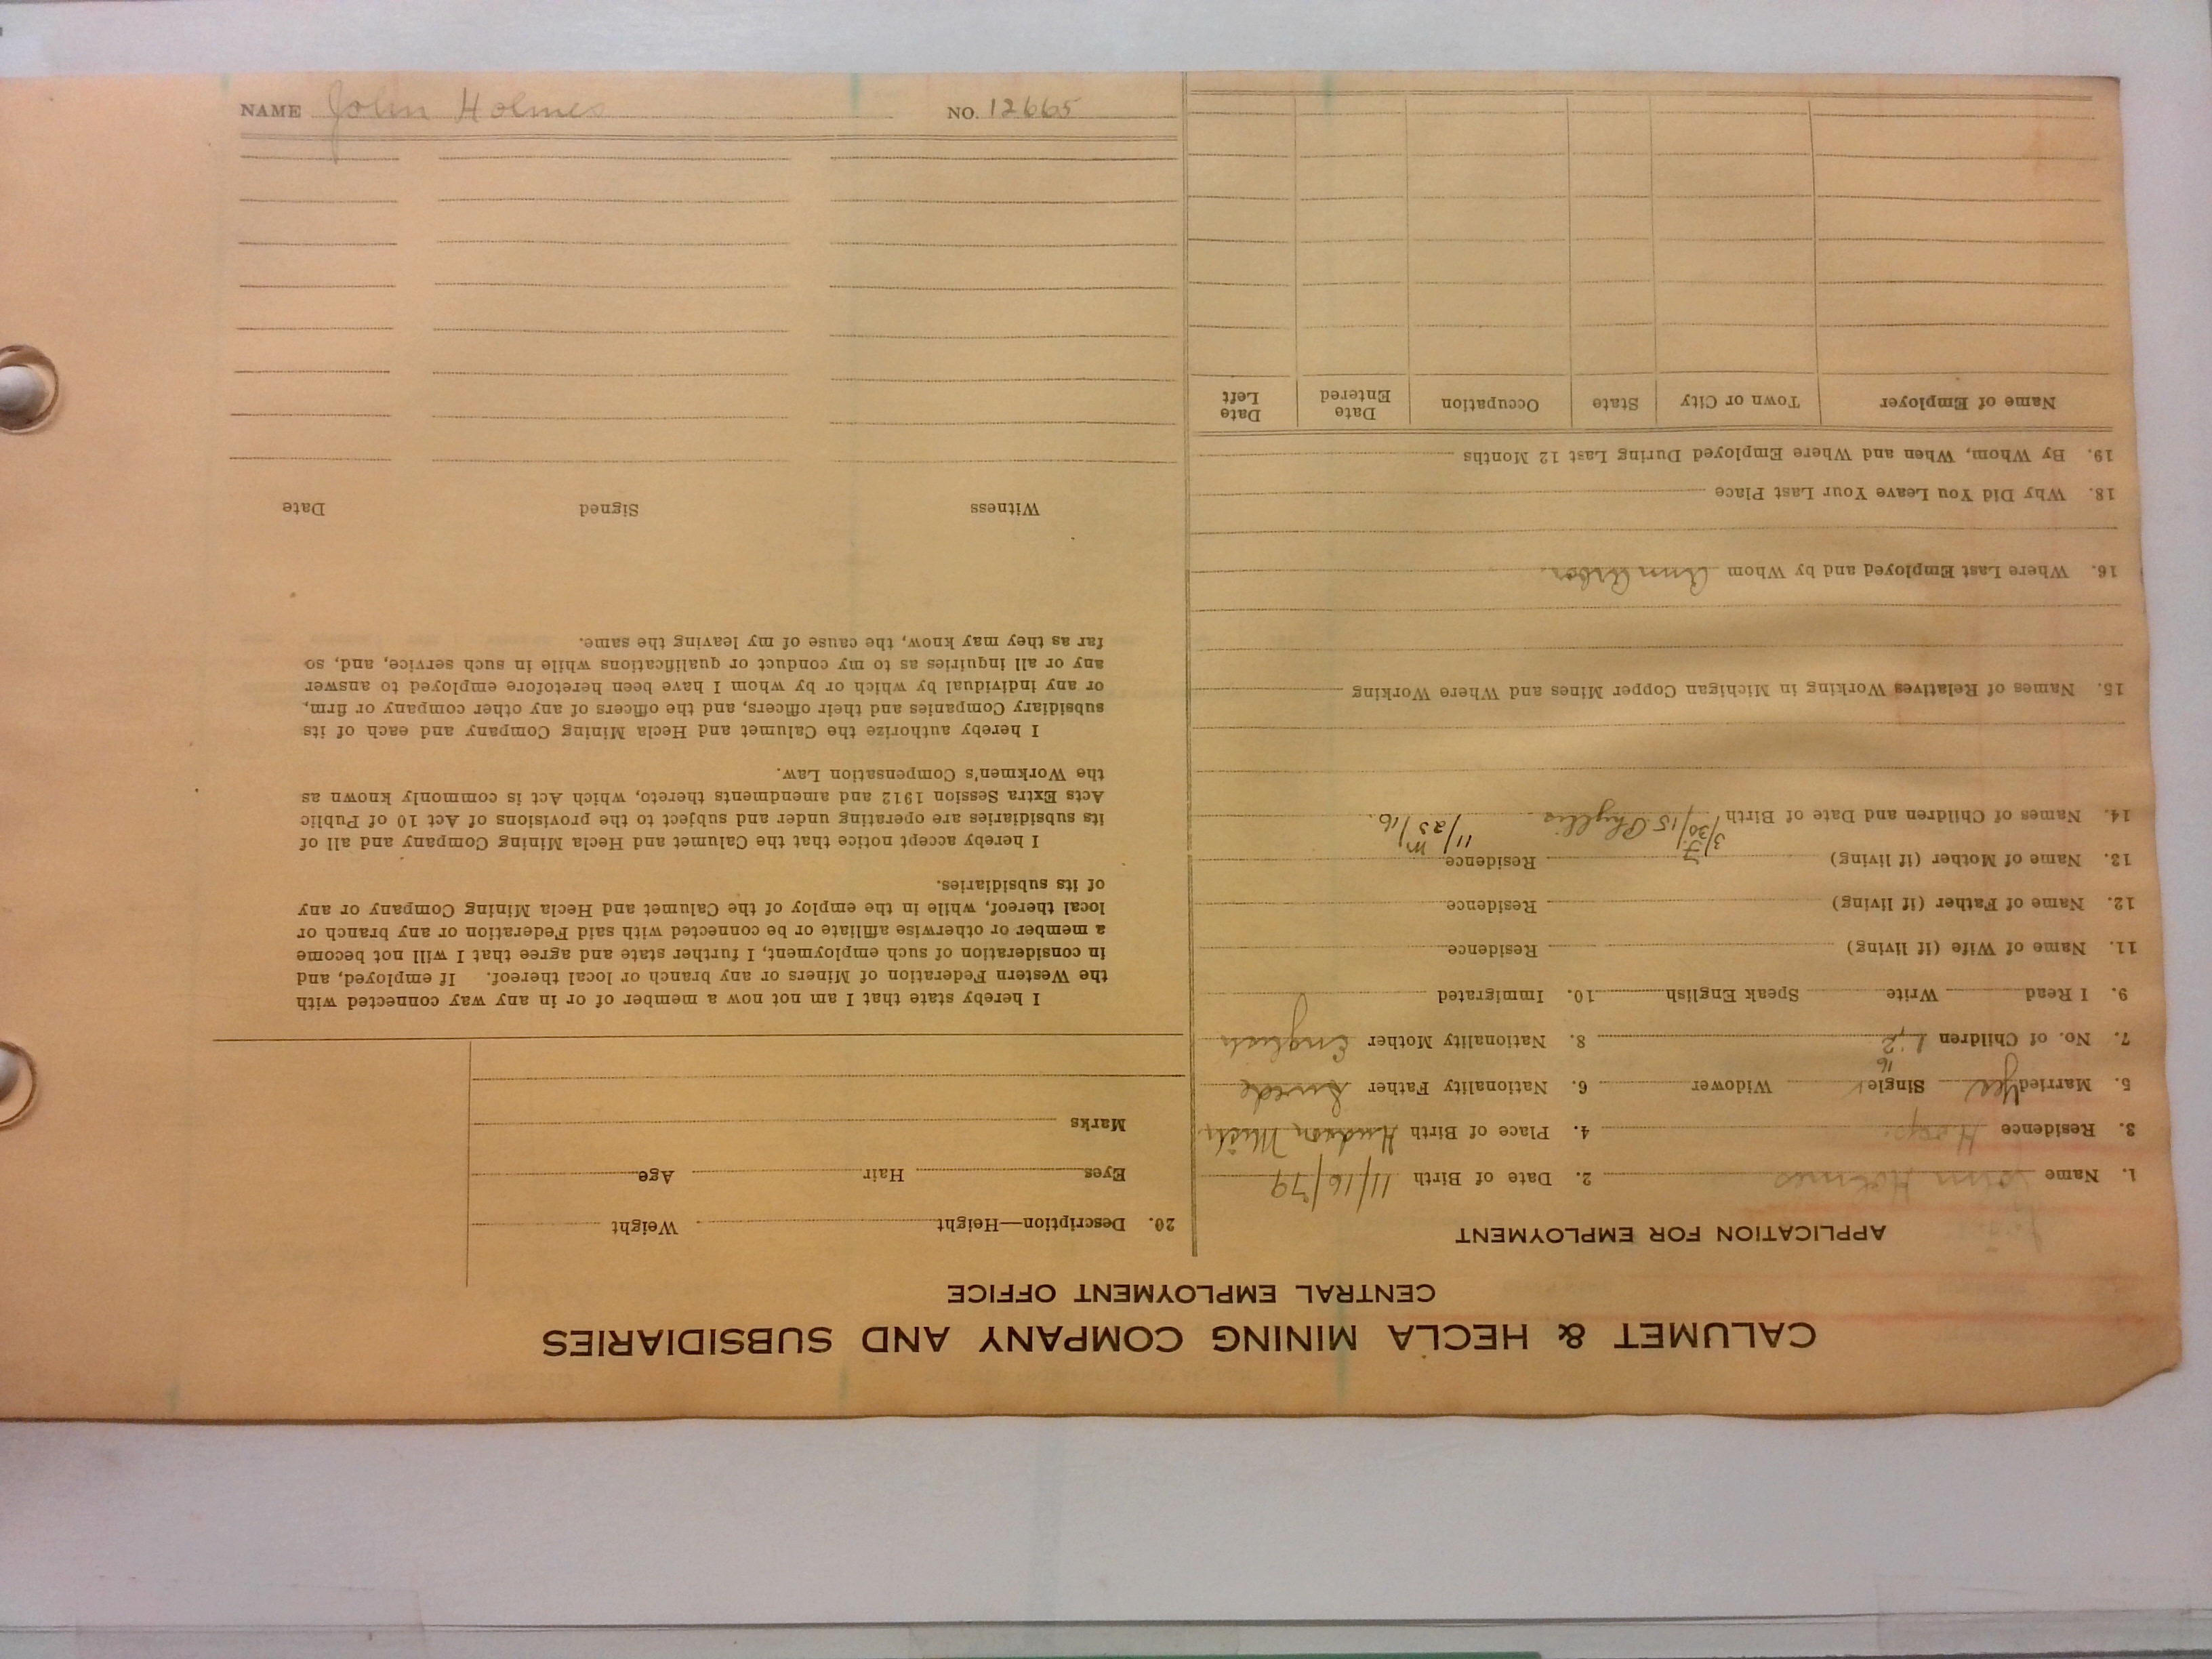 NAME John Holmes NO. 12665
CALUMET & HECLA MINING COMPANY AND SUBSIDIARIES
CENTRAL EMPLOYMENT OFFICE
APPLICATION FOR EMPLOYMENT
1. Name John Holmes 2. Date of Birth 11/16/79
3. Residence Hosp. 4. Place of Birth Hudson Mich.
5. Married Yes Single Widower 6. Nationality Father Swede
7. No. of Children 2 8. Nationality Mother English
9. I Read Write Speak English 10. Immigrated
11. Name of Wife (if living) Residence
12. Name of Father (if living) Residence
13. Name of Mother (if living) Residence
14. Names of Children and Date of Birth F. 3/30/15 Phyllis M 11/23/16.
15. Names of Relatives Working in Michigan Copper Mines and Where Working
16. Where Last Employed and by Whom Ann Arbor.
18. Why Did You Leave Your Last Place
19. By Whom, When and Where Employed During Last 12 Months
Name of Employer Town or City State Occupation Date Entered Date Left
20. Description—Height Weight
Eyes Hair Age
Marks
I hereby state that I am not now a member of or in any way connected with
the Western Federation of Miners or any branch or local thereof. If employed, and
in consideration of such employment, I further state and agree that I will not become
a member or otherwise affiliate or be connected with said Federation or any branch or
local thereof, while in the employ of the Calumet and Hecla Mining Company or any
of its subsidiaries.
I hereby accept notice that the Calumet and Hecla Mining Company and all of
its subsidiaries are operating under and subject to the provisions of Act 10 of Public
Acts Extra Session 1912 and amendments thereto, which Act is commonly known as
the Workmen's Compensation Law.
I hereby authorize the Calumet and Hecla Mining Company and each of its
subsidiary Companies and their officers, and the officers of any other company or firm,
or any individual by which or by whom I have been heretofore employed to answer
any or all inquiries as to my conduct or qualifications while in such service, and, so
far as they may know, the cause of my leaving the same.
Witness Signed Date